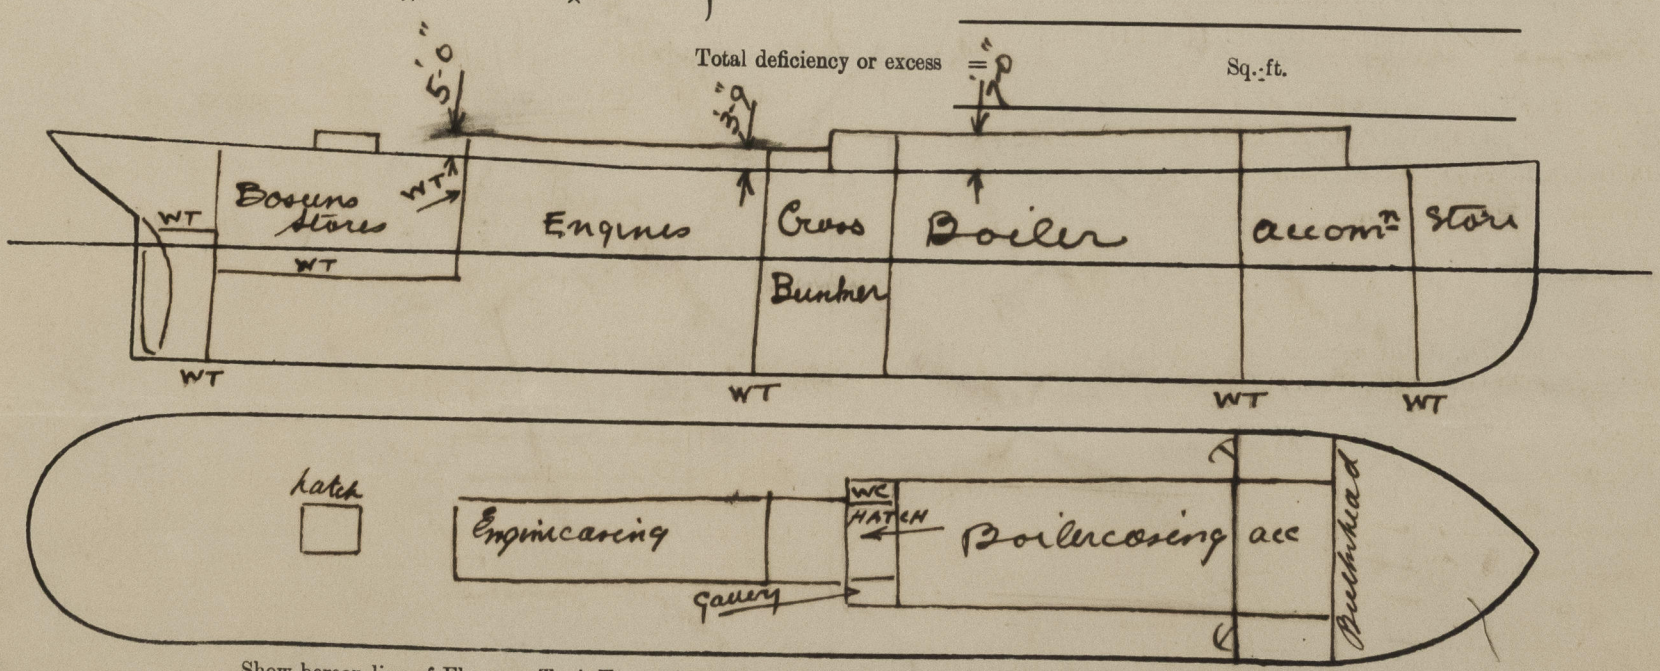 Total deficiency or excess =
Sq. ft.
5'-0"
3'-9"
WT
Bosuns
Stores
WT
WT
Engines
Cross
Bunker
Boiler
accomn
Store
WT
WT
WT
WT
hatch
Enginecasing
WC
HATCH
Boilercasing
acc
Bulkhead
Galley